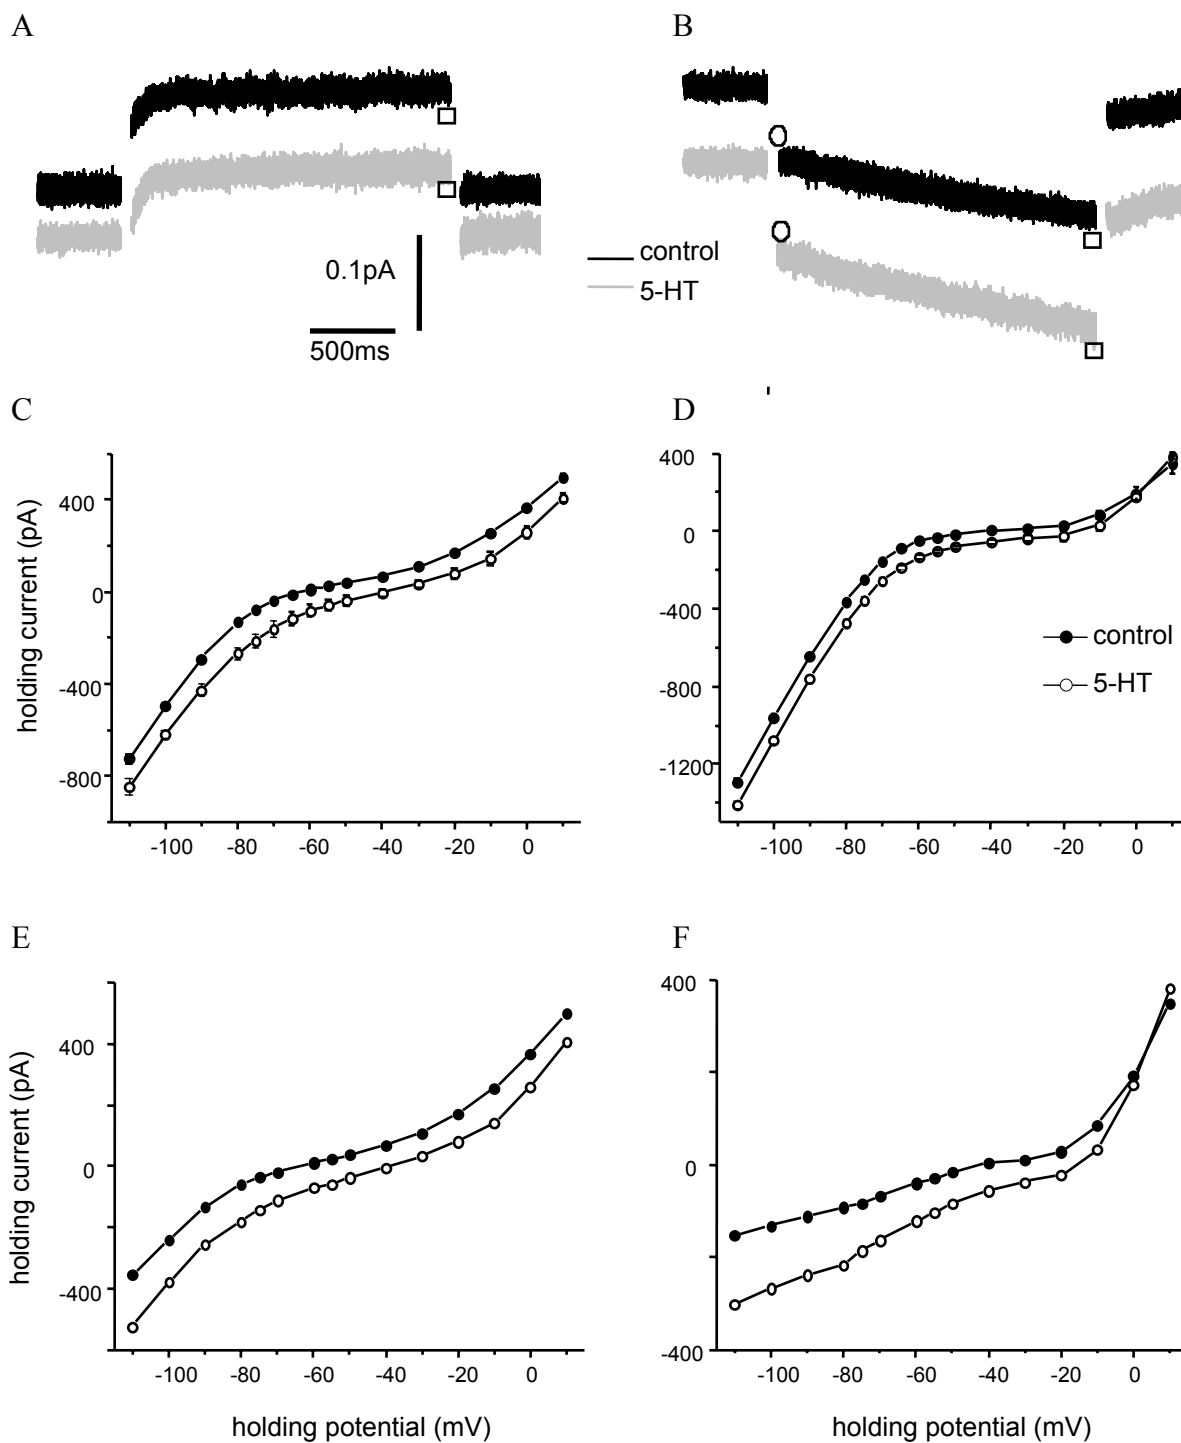 A
B
0.1pA
500ms
control
5-HT
C
D
holding current (pA)
400
0
-400
-800
-100 -80 -60 -40 -20 0
400
0
-400
-800
-1200
control
5-HT
-100 -80 -60 -40 -20 0
E
F
holding current (pA)
400
0
-400
-100 -80 -60 -40 -20 0
holding potential (mV)
400
0
-200
-400
-100 -80 -60 -40 -20 0
holding potential (mV)